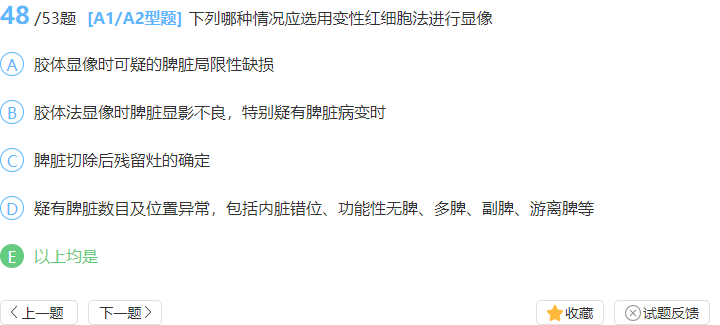 48/53题 [A1/A2型题] 下列哪种情况应选用变性红细胞法进行显像
A 胶体显像时可疑的脾脏局限性缺损
B 胶体法显像时脾脏显影不良，特别疑有脾脏病变时
C 脾脏切除后残留灶的确定
D 疑有脾脏数目及位置异常，包括内脏错位、功能性无脾、多脾、副脾、游离脾等
E 以上均是
上一题 下一题 收藏 试题反馈